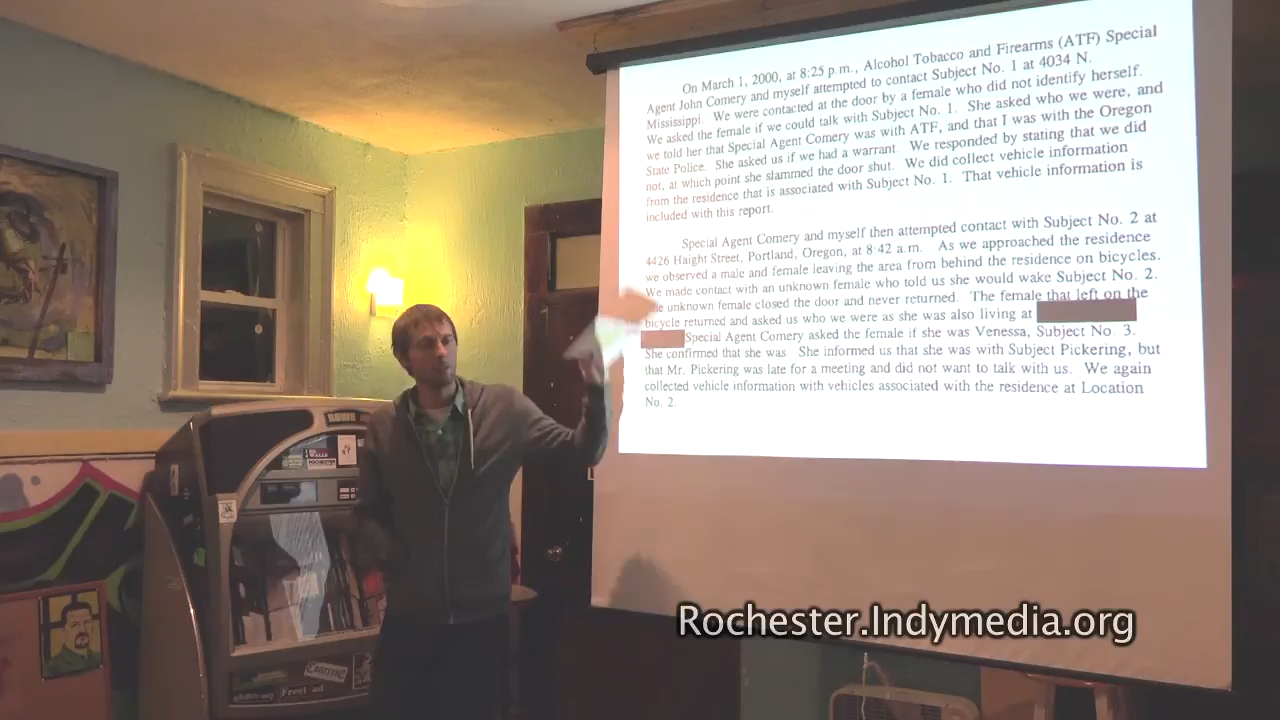 On March 1, 2000, at 8:25 p.m., Alcohol Tobacco and Firearms (ATF) Special
Agent John Comery and myself attempted to contact Subject No. 1 at 4034 N.
Mississippi. We were contacted at the door by a female who did not identify herself.
We asked the female if we could talk with Subject No. 1. She asked who we were, and
we told her that Special Agent Comery was with ATF, and that I was with the Oregon
State Police. She asked us if we had a warrant. We responded by stating that we did
not, at which point she slammed the door shut. We did collect vehicle information
from the residence that is associated with Subject No. 1. That vehicle information is
included with this report.
Special Agent Comery and myself then attempted contact with Subject No. 2 at
4426 Haight Street, Portland, Oregon, at 8:42 a.m. As we approached the residence
we observed a male and female leaving the area from behind the residence on bicycles.
We made contact with an unknown female who told us she would wake Subject No. 2.
unknown female closed the door and never returned. The female that left on the
bicycle returned and asked us who we were as she was also living at
Special Agent Comery asked the female if she was Venessa, Subject No. 3.
She confirmed that she was. She informed us that she was with Subject Pickering, but
that Mr. Pickering was late for a meeting and did not want to talk with us. We again
collected vehicle information with vehicles associated with the residence at Location
No. 2.
ROCHESTER
Rochester.Indymedia.org